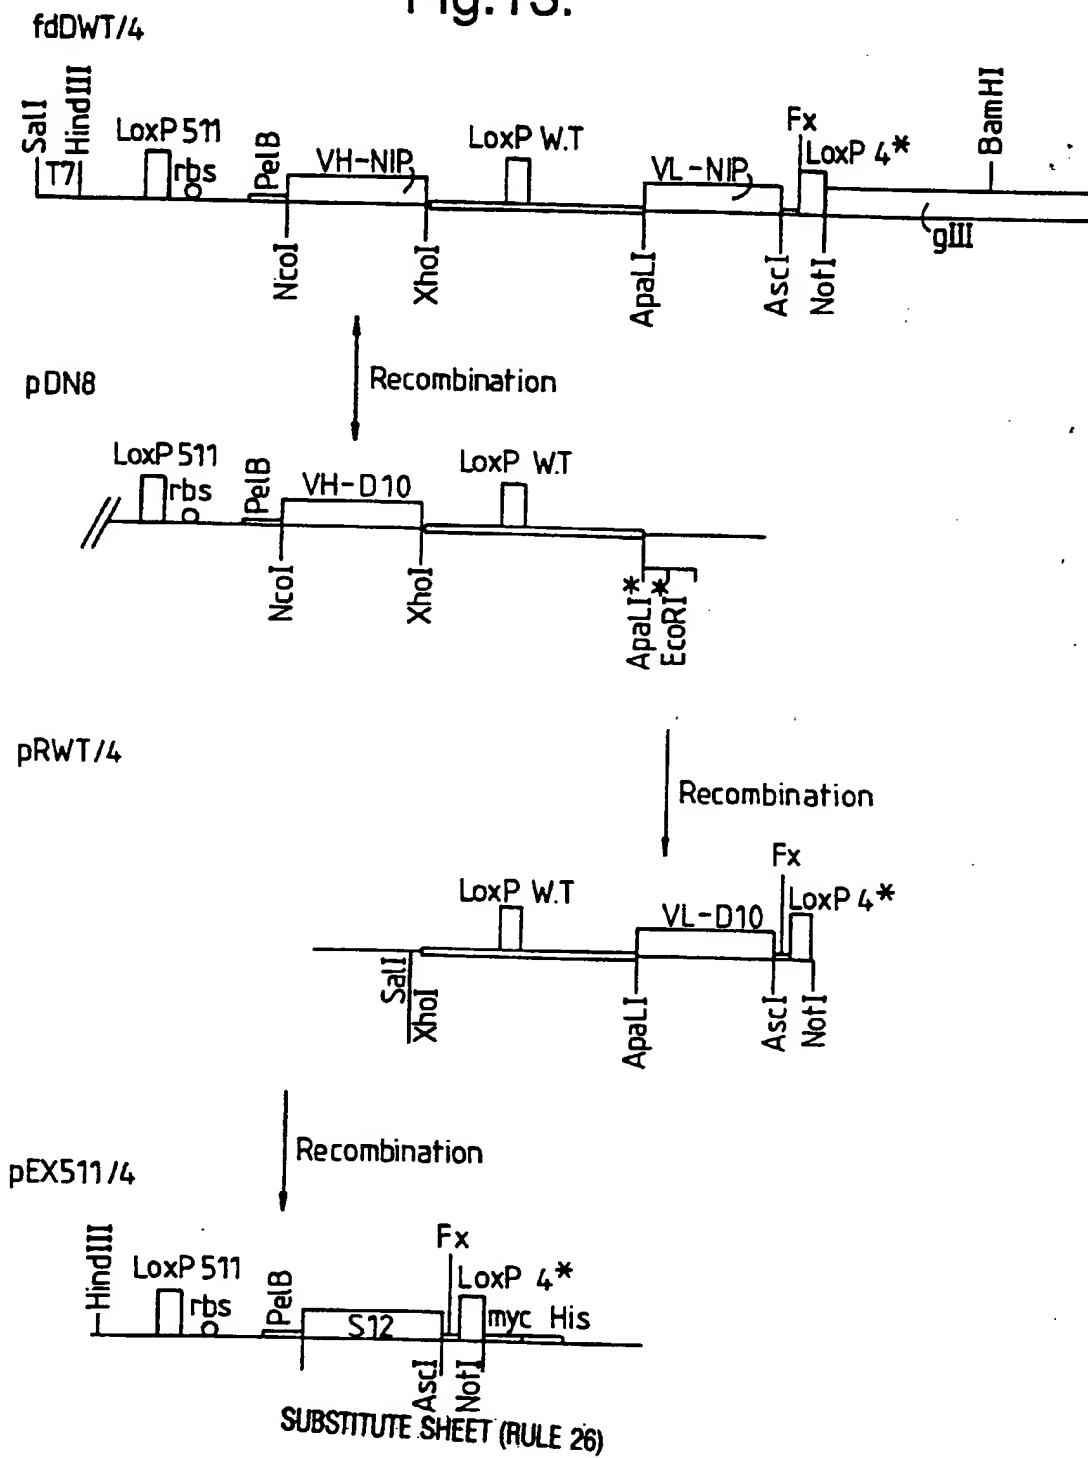 Fig.13.
fdDWT/4
SalI
T7
HindIII
LoxP 511
rbs
PelB
VH-NIP
LoxP W.T
VL-NIP
Fx
LoxP 4*
BamHI
gIII
NcoI
XhoI
ApaLI
AscI
NotI
Recombination
pDN8
LoxP 511
rbs
PelB
VH-D10
LoxP W.T
NcoI
XhoI
ApaLI*
EcoRI*
pRWT/4
Recombination
LoxP W.T
VL-D10
Fx
LoxP 4*
SalI
XhoI
ApaLI
AscI
NotI
Recombination
pEX511/4
HindIII
LoxP 511
rbs
PelB
S12
Fx
LoxP 4*
myc His
AscI
NotI
SUBSTITUTE SHEET (RULE 26)